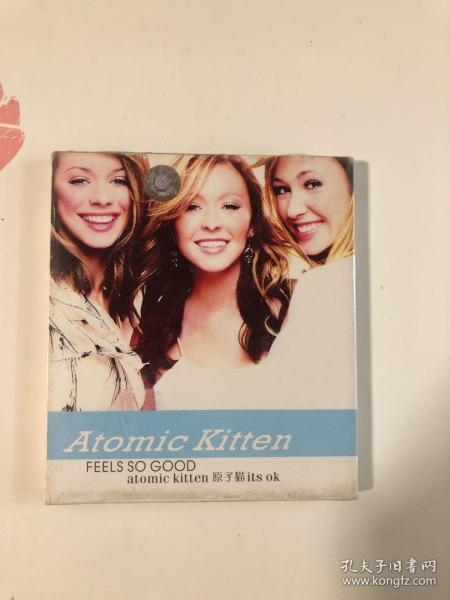 Atomic Kitten
FEELS SO GOOD
atomic kitten 原子猫 its ok
孔夫子旧书网
www.kongfz.com